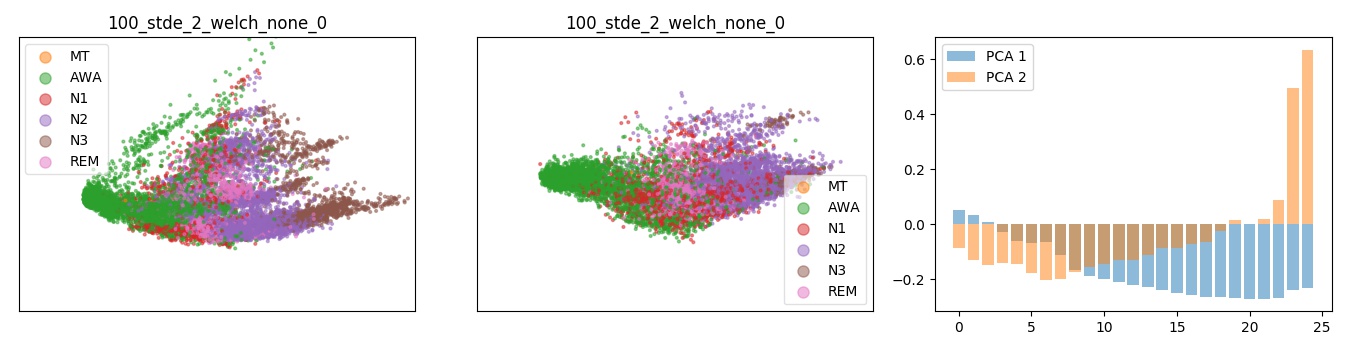 100_stde_2_welch_none_0
MT
AWA
N1
N2
N3
REM
100_stde_2_welch_none_0
MT
AWA
N1
N2
N3
REM
PCA 1
PCA 2
0.6
0.4
0.2
0.0
−0.2
0 5 10 15 20 25